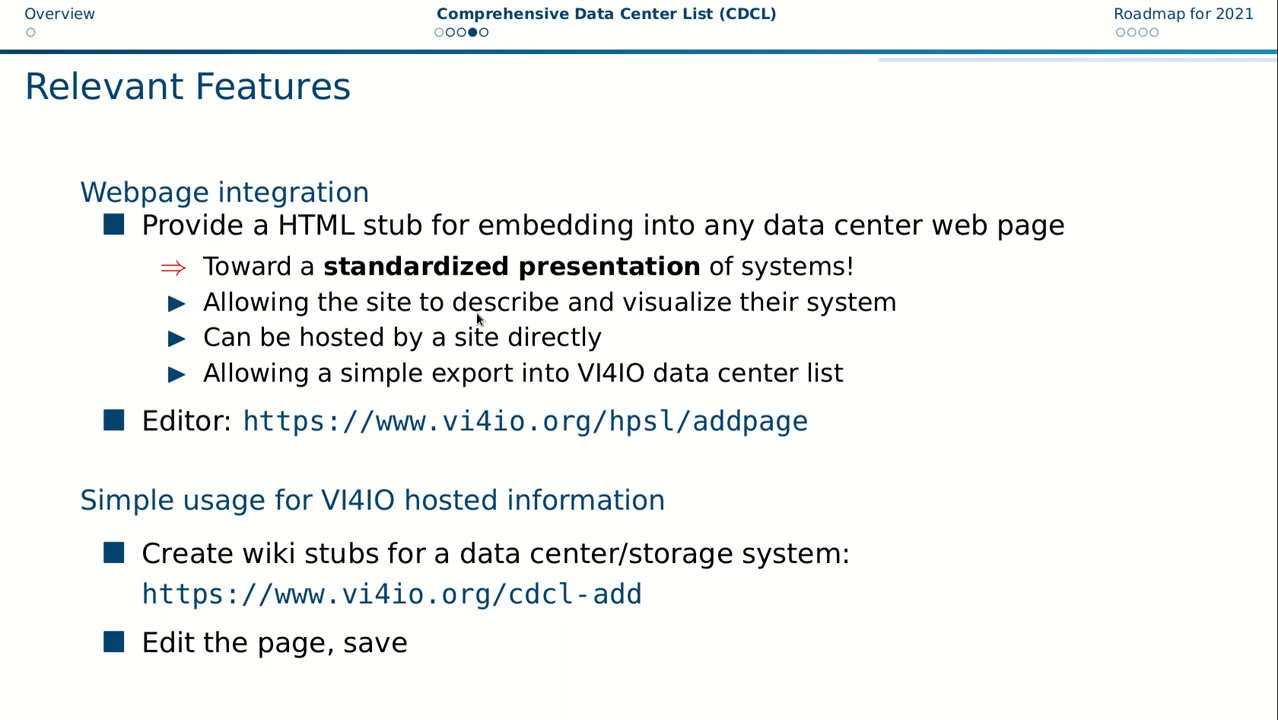 Overview
Comprehensive Data Center List (CDCL)
Roadmap for 2021
Relevant Features
Webpage integration
Provide a HTML stub for embedding into any data center web page
⇒ Toward a standardized presentation of systems!
Allowing the site to describe and visualize their system
Can be hosted by a site directly
Allowing a simple export into VI4IO data center list
Editor: https://www.vi4io.org/hpsl/addpage
Simple usage for VI4IO hosted information
Create wiki stubs for a data center/storage system:
https://www.vi4io.org/cdcl-add
Edit the page, save